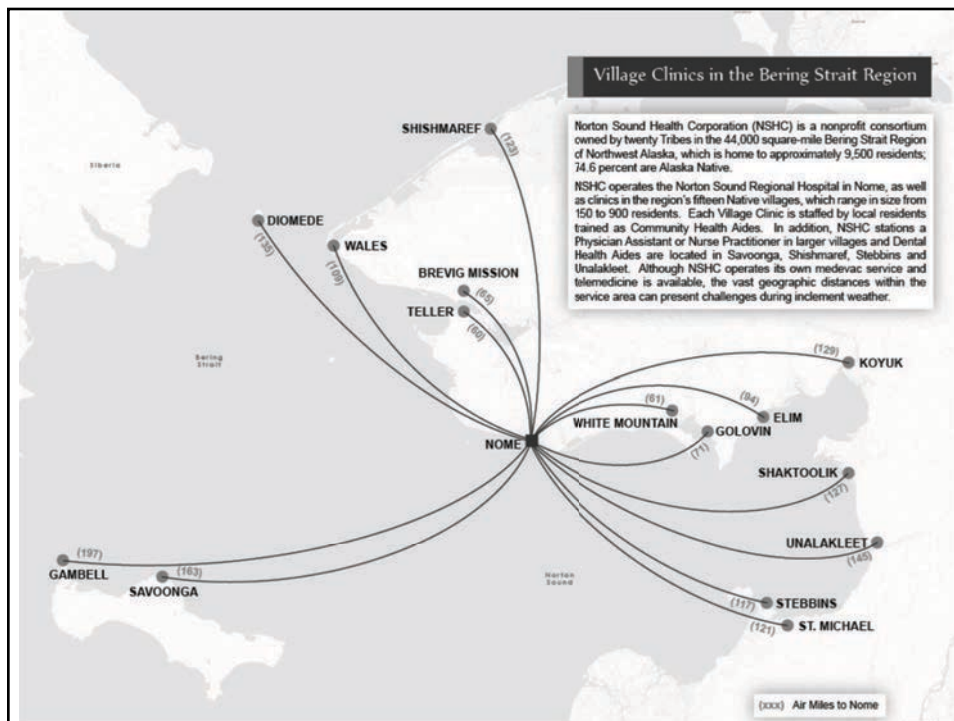 Village Clinics in the Bering Strait Region
Norton Sound Health Corporation (NSHC) is a nonprofit consortium
owned by twenty Tribes in the 44,000 square-mile Bering Strait Region
of Northwest Alaska, which is home to approximately 9,500 residents;
74.6 percent are Alaska Native.
NSHC operates the Norton Sound Regional Hospital in Nome, as well
as clinics in the region's fifteen Native villages, which range in size from
150 to 900 residents. Each Village Clinic is staffed by local residents
trained as Community Health Aides. In addition, NSHC stations a
Physician Assistant or Nurse Practitioner in larger villages and Dental
Health Aides are located in Savoonga, Shishmaref, Stebbins and
Unalakleet. Although NSHC operates its own medevac service and
telemedicine is available, the vast geographic distances within the
service area can present challenges during inclement weather.
SHISHMAREF
(123)
Siberia
DIOMEDE
(135)
WALES
(109)
BREVIG MISSION
(65)
TELLER
(60)
Bering
Strait
(129)
KOYUK
(61)
WHITE MOUNTAIN
(94)
ELIM
GOLOVIN
(71)
NOME
SHAKTOOLIK
(127)
UNALAKLEET
(145)
(197)
GAMBELL
(163)
SAVOONGA
Norton
Sound
(117)
STEBBINS
(121)
ST. MICHAEL
(xxx) Air Miles to Nome